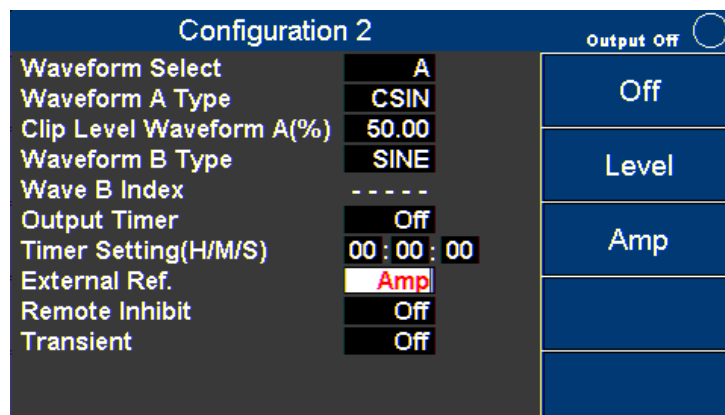 Configuration 2
Output Off
Waveform Select A
Waveform A Type CSIN
Clip Level Waveform A(%) 50.00
Waveform B Type SINE
Wave B Index - - - - -
Output Timer Off
Timer Setting(H/M/S) 00 : 00 : 00
External Ref. Amp
Remote Inhibit Off
Transient Off
Off
Level
Amp